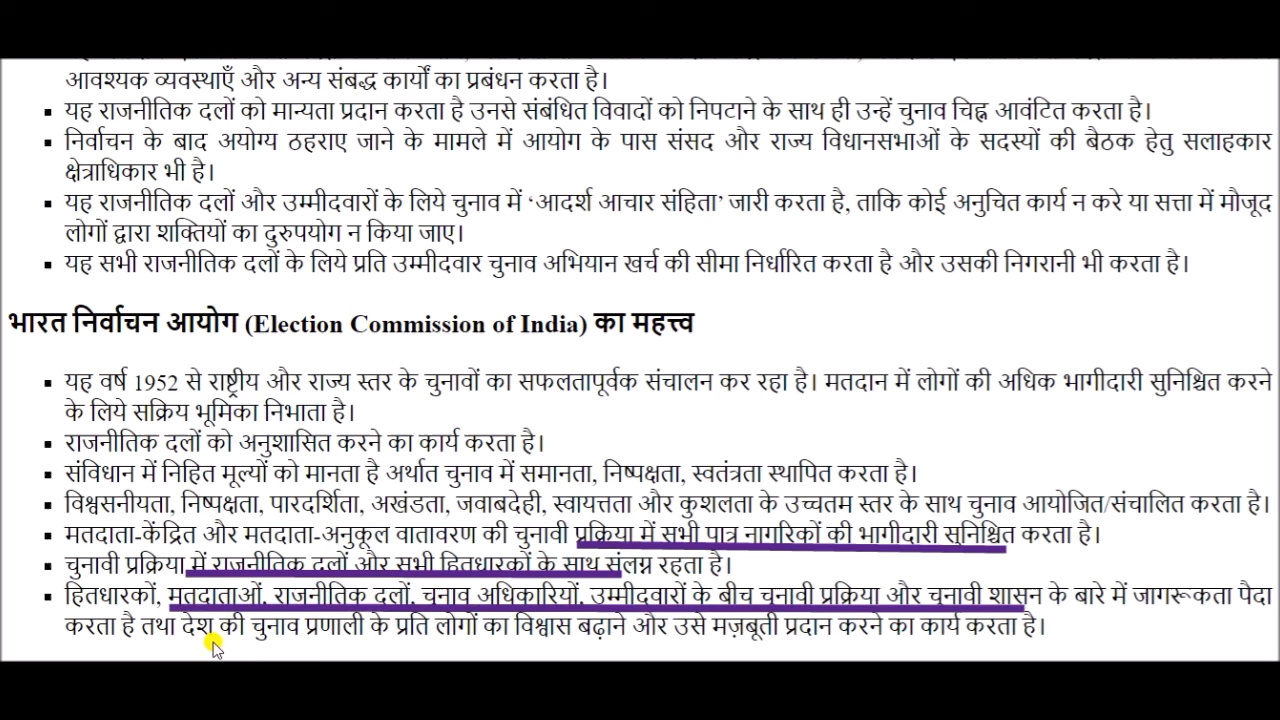 आवश्यक व्यवस्थाएँ और अन्य संबद्ध कार्यों का प्रबंधन करता है।
▪ यह राजनीतिक दलों को मान्यता प्रदान करता है उनसे संबंधित विवादों को निपटाने के साथ ही उन्हें चुनाव चिह्न आवंटित करता है।
▪ निर्वाचन के बाद अयोग्य ठहराए जाने के मामले में आयोग के पास संसद और राज्य विधानसभाओं के सदस्यों की बैठक हेतु सलाहकार
क्षेत्राधिकार भी है।
▪ यह राजनीतिक दलों और उम्मीदवारों के लिये चुनाव में ‘आदर्श आचार संहिता’ जारी करता है, ताकि कोई अनुचित कार्य न करे या सत्ता में मौजूद
लोगों द्वारा शक्तियों का दुरुपयोग न किया जाए।
▪ यह सभी राजनीतिक दलों के लिये प्रति उम्मीदवार चुनाव अभियान खर्च की सीमा निर्धारित करता है और उसकी निगरानी भी करता है।
भारत निर्वाचन आयोग (Election Commission of India) का महत्त्व
▪ यह वर्ष 1952 से राष्ट्रीय और राज्य स्तर के चुनावों का सफलतापूर्वक संचालन कर रहा है। मतदान में लोगों की अधिक भागीदारी सुनिश्चित करने
के लिये सक्रिय भूमिका निभाता है।
▪ राजनीतिक दलों को अनुशासित करने का कार्य करता है।
▪ संविधान में निहित मूल्यों को मानता है अर्थात चुनाव में समानता, निष्पक्षता, स्वतंत्रता स्थापित करता है।
▪ विश्वसनीयता, निष्पक्षता, पारदर्शिता, अखंडता, जवाबदेही, स्वायत्तता और कुशलता के उच्चतम स्तर के साथ चुनाव आयोजित/संचालित करता है।
▪ मतदाता-केंद्रित और मतदाता-अनुकूल वातावरण की चुनावी प्रक्रिया में सभी पात्र नागरिकों की भागीदारी सुनिश्चित करता है।
▪ चुनावी प्रक्रिया में राजनीतिक दलों और सभी हितधारकों के साथ संलग्न रहता है।
▪ हितधारकों, मतदाताओं, राजनीतिक दलों, चुनाव अधिकारियों, उम्मीदवारों के बीच चुनावी प्रक्रिया और चुनावी शासन के बारे में जागरूकता पैदा
करता है तथा देश की चुनाव प्रणाली के प्रति लोगों का विश्वास बढ़ाने और उसे मज़बूती प्रदान करने का कार्य करता है।